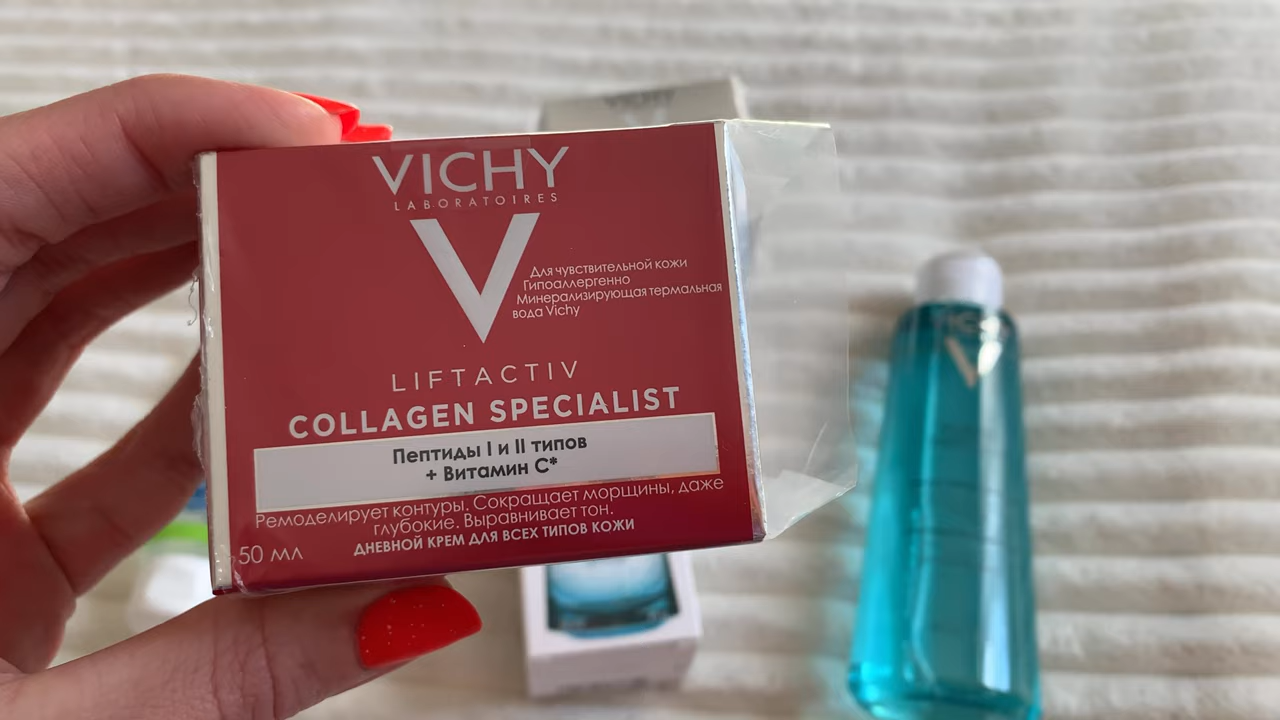 VICHY
LABORATOIRES
Для чувствительной кожи
Гипоаллергенно
Минерализирующая термальная
вода Vichy
LIFTACTIV
COLLAGEN SPECIALIST
Пептиды I и II типов
+ Витамин С*
Ремоделирует контуры. Сокращает морщины, даже
глубокие. Выравнивает тон.
ДНЕВНОЙ КРЕМ ДЛЯ ВСЕХ ТИПОВ КОЖИ
50 мл